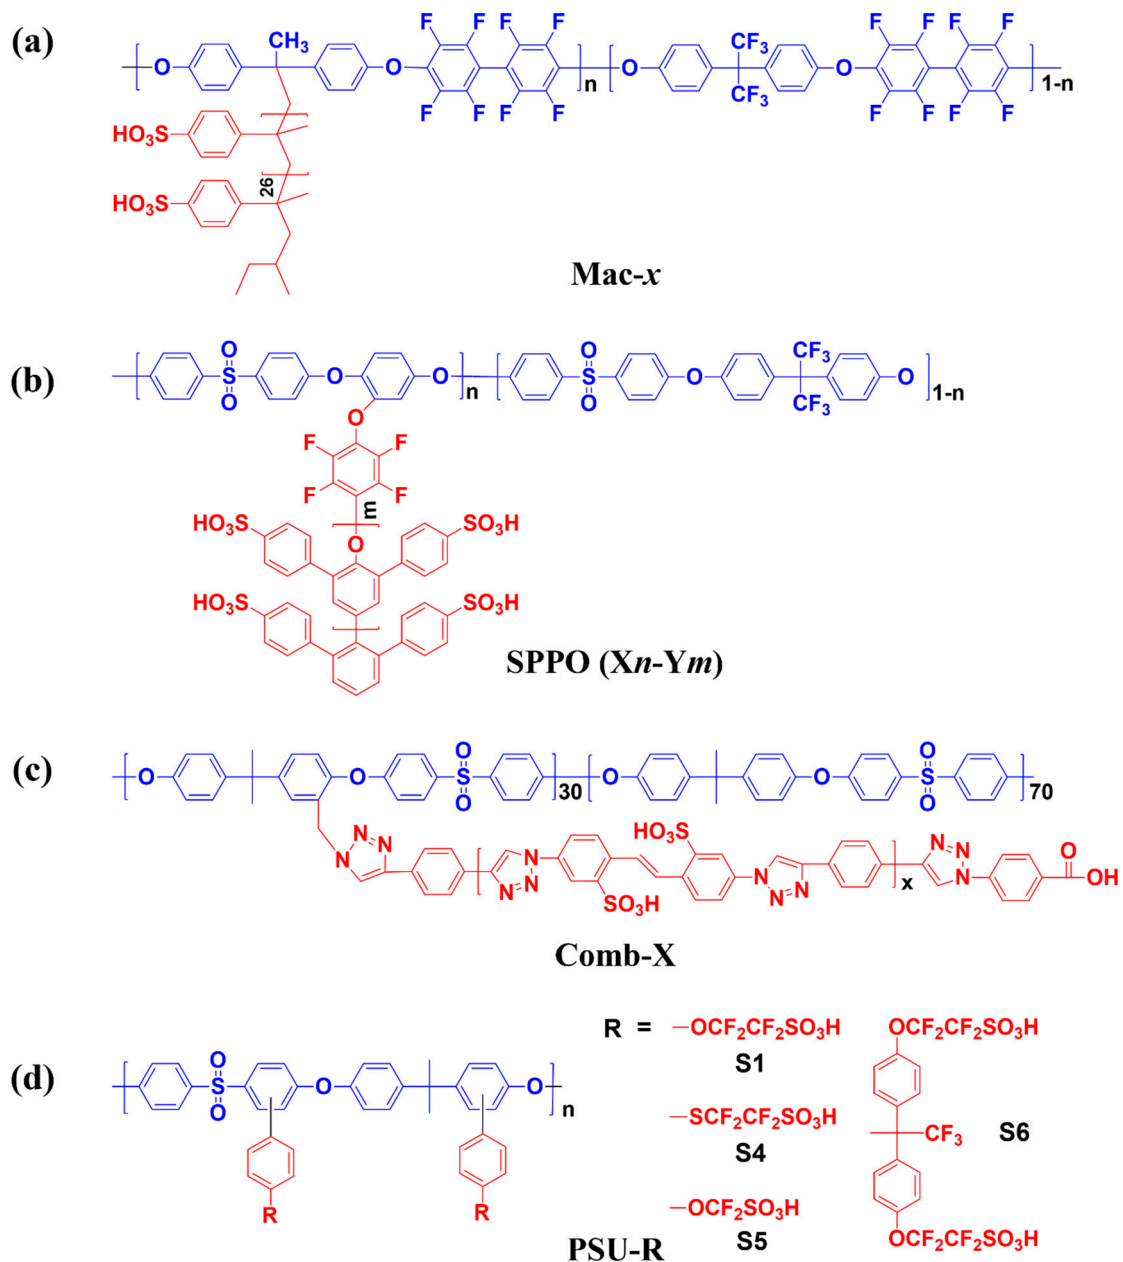 (a)
CH3
F F F F
CF3
F F F F
O O O O
n
1-n
F F F F
CF3
F F F F
HO3S
26
HO3S
Mac-x
(b)
O
S
O
O O
n
O
S
O
O
CF3
CF3
O
1-n
O
F F
F F
m
HO3S SO3H
O
HO3S SO3H
SPPO (Xn-Ym)
(c)
O O
O
S
O
30
O O
O
S
O
70
N N
N
HO3S
N
N N
SO3H
N
N N
x
N N
N
O
OH
Comb-X
(d)
O
S
O
O O
n
R R
PSU-R
R =
OCF2CF2SO3H
S1
SCF2CF2SO3H
S4
OCF2SO3H
S5
OCF2CF2SO3H
CF3
S6
OCF2CF2SO3H